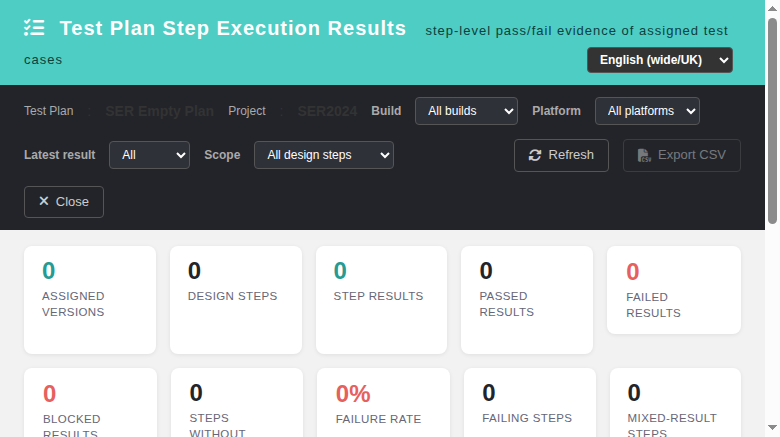 Test Plan Step Execution Results step-level pass/fail evidence of assigned test
cases English (wide/UK)
Test Plan : SER Empty Plan Project : SER2024 Build All builds Platform All platforms
Latest result All Scope All design steps Refresh Export CSV
Close
0 0 0 0 0
ASSIGNED VERSIONS
DESIGN STEPS
STEP RESULTS
PASSED RESULTS
FAILED RESULTS
0 0 0% 0 0
BLOCKED RESULTS
STEPS WITHOUT
FAILURE RATE
FAILING STEPS
MIXED-RESULT STEPS